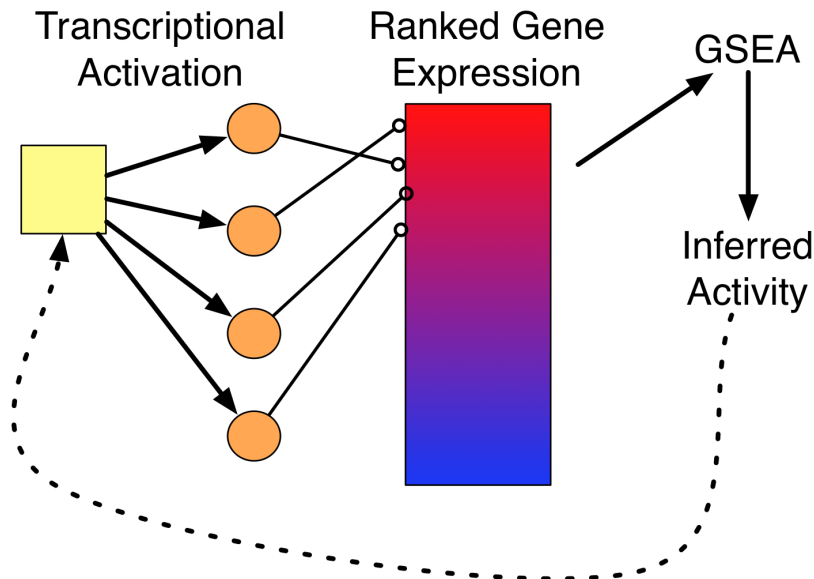 Transcriptional
Activation
Ranked Gene
Expression
GSEA
Inferred
Activity